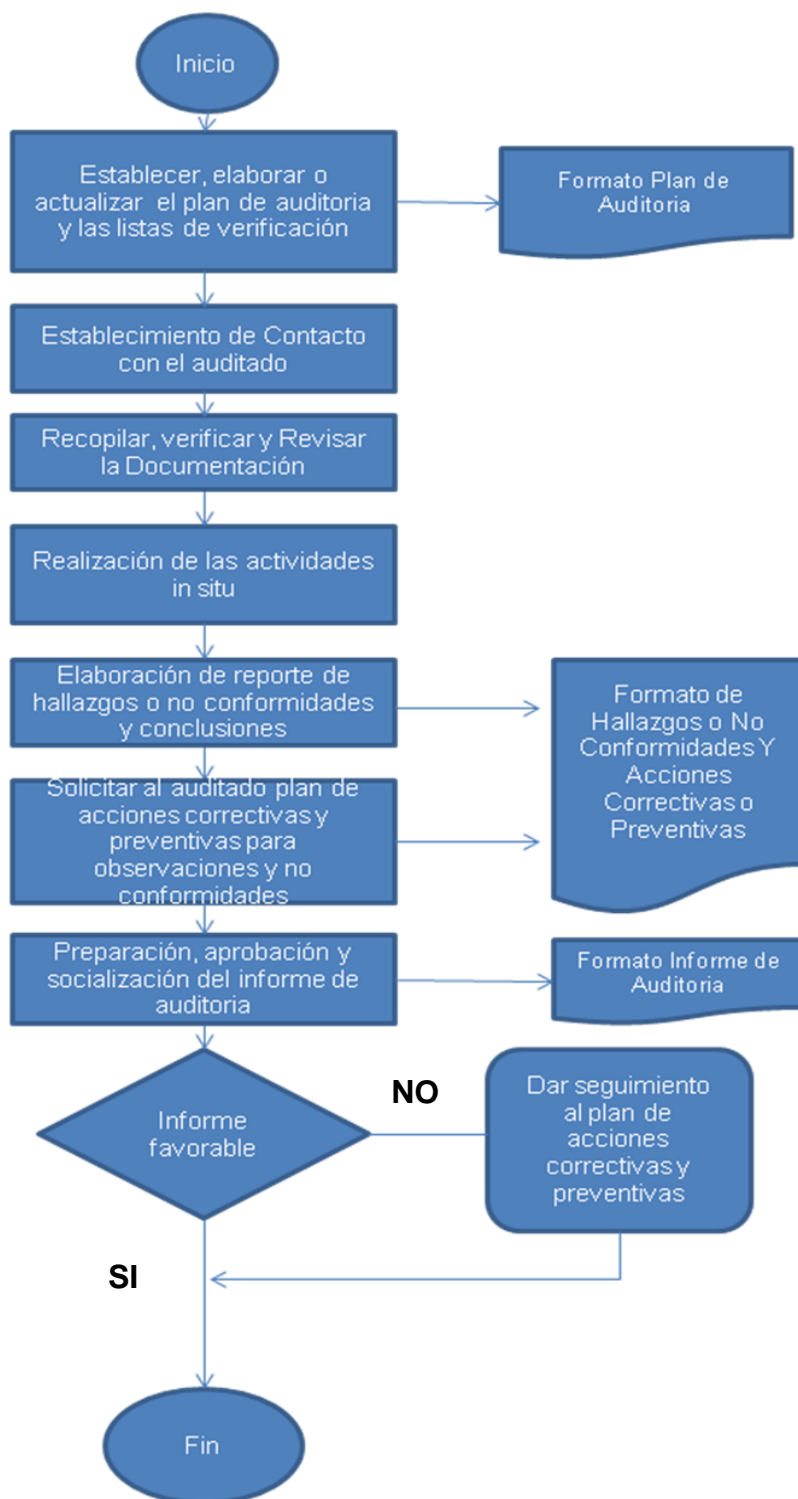 Inicio
Establecer, elaborar o
actualizar el plan de auditoria
y las listas de verificación
Formato Plan de
Auditoria
Establecimiento de Contacto
con el auditado
Recopilar, verificar y Revisar
la Documentación
Realización de las actividades
in situ
Elaboración de reporte de
hallazgos o no conformidades
y conclusiones
Formato de
Hallazgos o No
Conformidades Y
Acciones
Correctivas o
Preventivas
Solicitar al auditado plan de
acciones correctivas y
preventivas para
observaciones y no
conformidades
Preparación, aprobación y
socialización del informe de
auditoria
Formato Informe de
Auditoria
Informe
favorable
NO
Dar seguimiento
al plan de
acciones
correctivas y
preventivas
SI
Fin